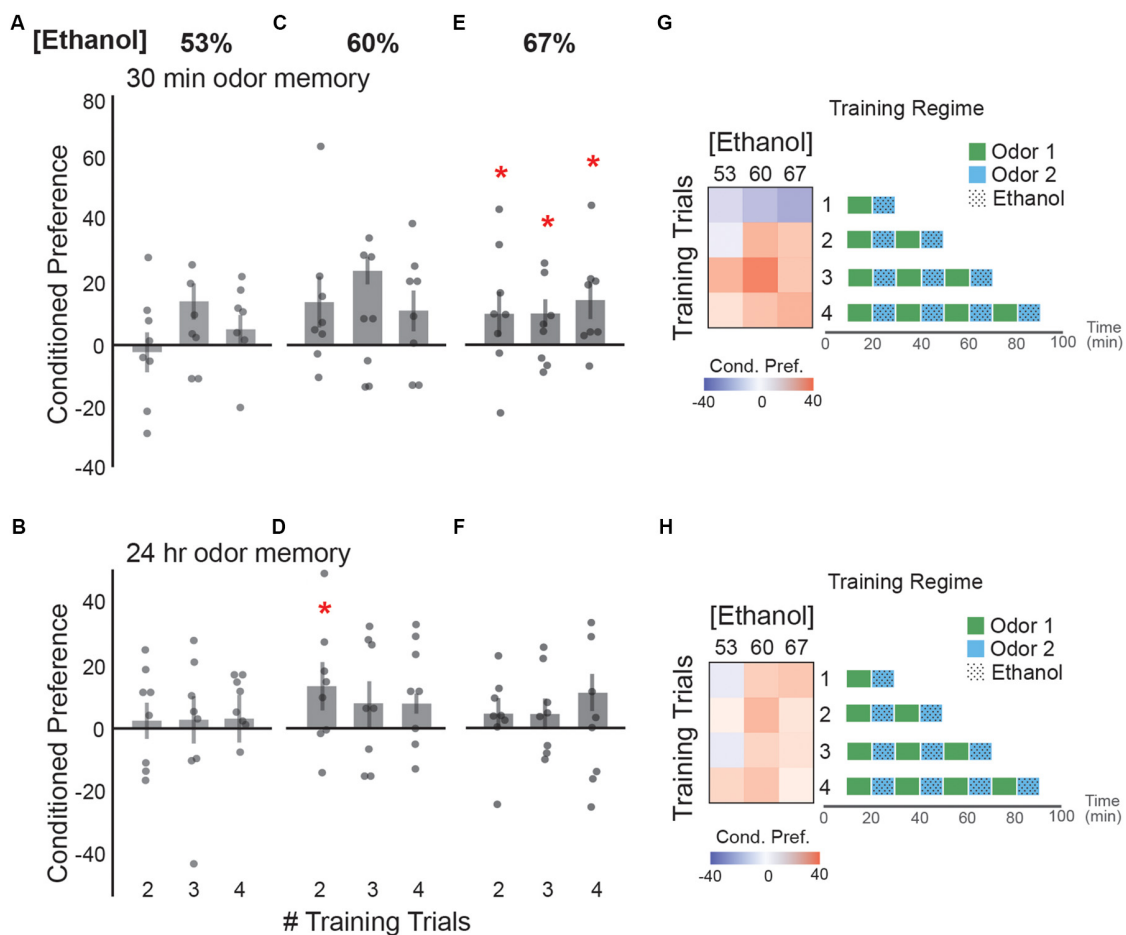 A
C
E
G
[Ethanol] 53% 60% 67%
30 min odor memory
Conditioned Preference
80
60
40
20
0
-20
-40
*
*
*
Training Regime
[Ethanol]
53 60 67
Training Trials
Odor 1
Odor 2
Ethanol
1
2
3
4
0 20 40 60 80 100
Time
(min)
Cond. Pref.
-40 0 40
B
D
F
H
24 hr odor memory
Conditioned Preference
40
20
0
-20
-40
*
2 3 4
2 3 4
2 3 4
# Training Trials
Training Regime
[Ethanol]
53 60 67
Training Trials
Odor 1
Odor 2
Ethanol
1
2
3
4
0 20 40 60 80 100
Time
(min)
Cond. Pref.
-40 0 40